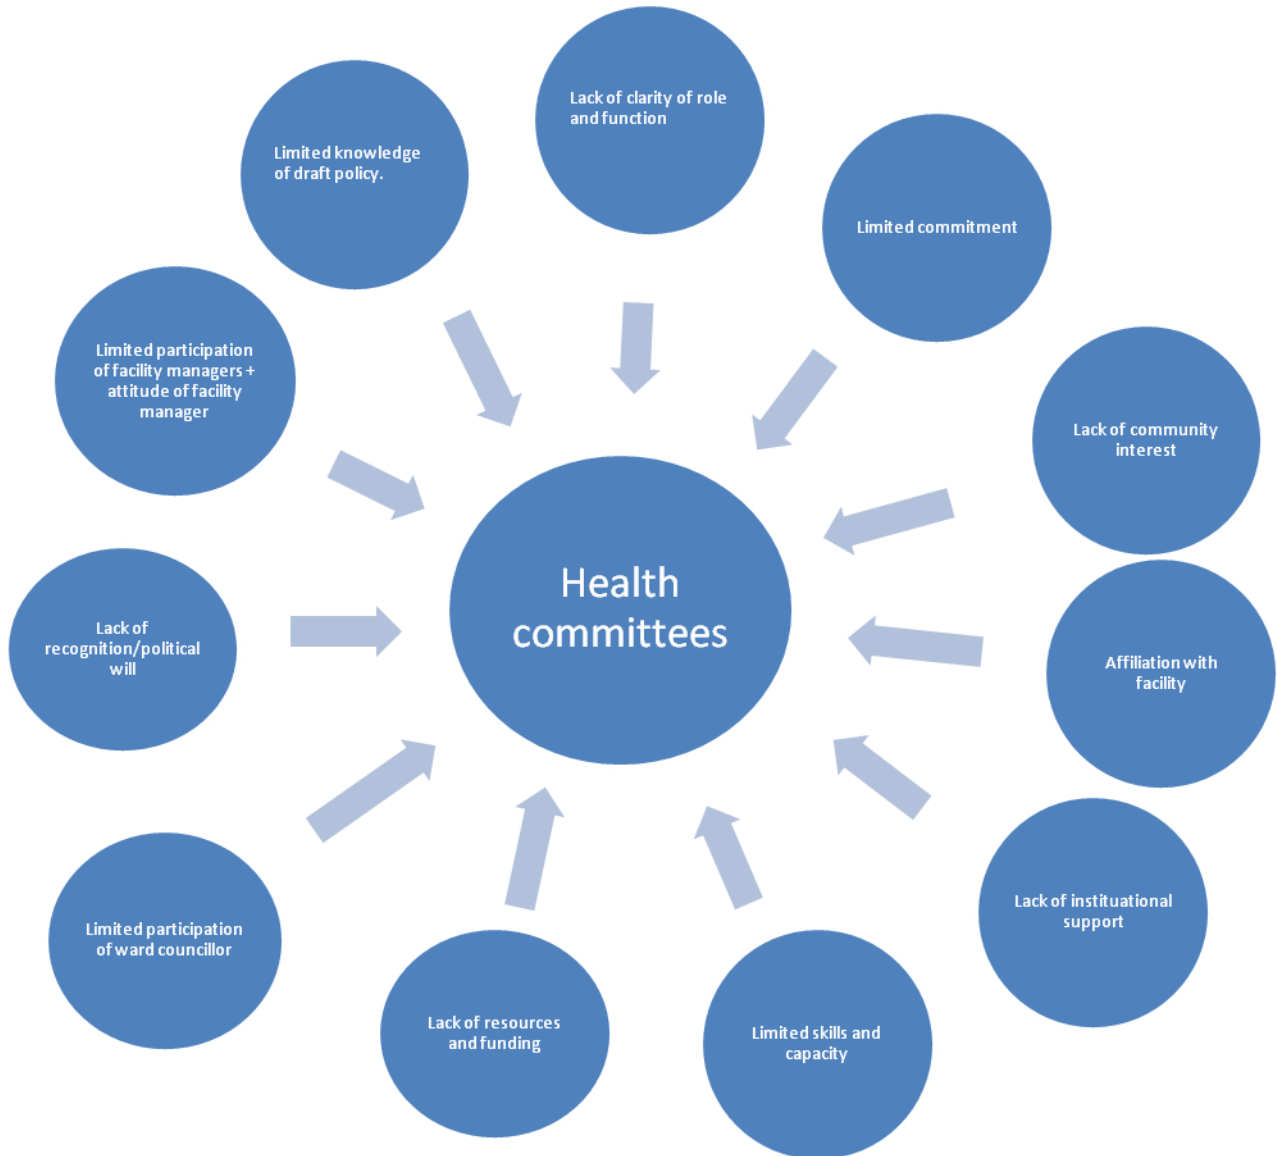 Lack of clarity of role
and function
Limited knowledge
of draft policy.
Limited commitment
Limited participation
of facility managers +
attitude of facility
manager
Lack of community
interest
Health
committees
Lack of
recognition/political
will
Affiliation with
facility
Limited participation
of ward councillor
Lack of instituational
support
Lack of resources
and funding
Limited skills and
capacity